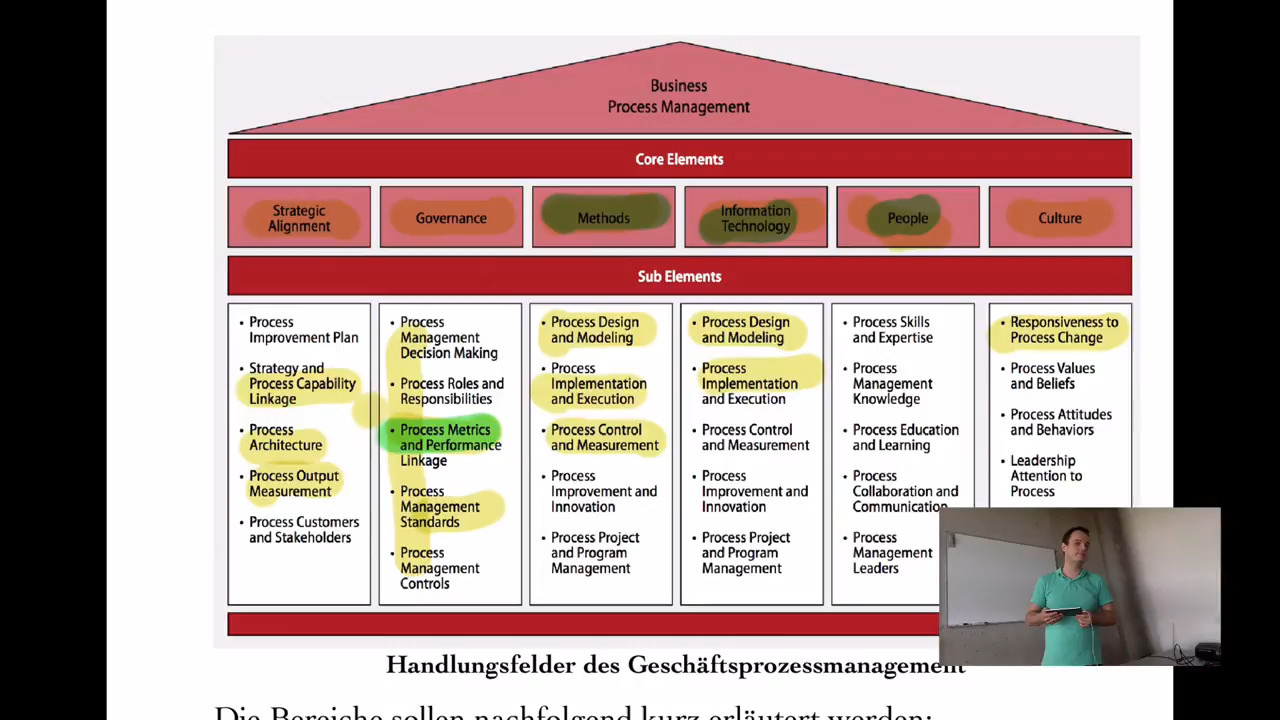 Business
Process Management
Core Elements
Strategic
Alignment
Governance
Methods
Information
Technology
People
Culture
Sub Elements
• Process
Improvement Plan
• Strategy and
Process Capability
Linkage
• Process
Architecture
• Process Output
Measurement
• Process Customers
and Stakeholders
• Process
Management
Decision Making
• Process Roles and
Responsibilities
• Process Metrics
and Performance
Linkage
• Process
Management
Standards
• Process
Management
Controls
• Process Design
and Modeling
• Process
Implementation
and Execution
• Process Control
and Measurement
• Process
Improvement and
Innovation
• Process Project
and Program
Management
• Process Design
and Modeling
• Process
Implementation
and Execution
• Process Control
and Measurement
• Process
Improvement and
Innovation
• Process Project
and Program
Management
• Process Skills
and Expertise
• Process
Management
Knowledge
• Process Education
and Learning
• Process
Collaboration and
Communication
• Process
Management
Leaders
• Responsiveness to
Process Change
• Process Values
and Beliefs
• Process Attitudes
and Behaviors
• Leadership
Attention to
Process
Handlungsfelder des Geschäftsprozessmanagement
Die Bereiche sollen nachfolgend kurz erläutert werden: